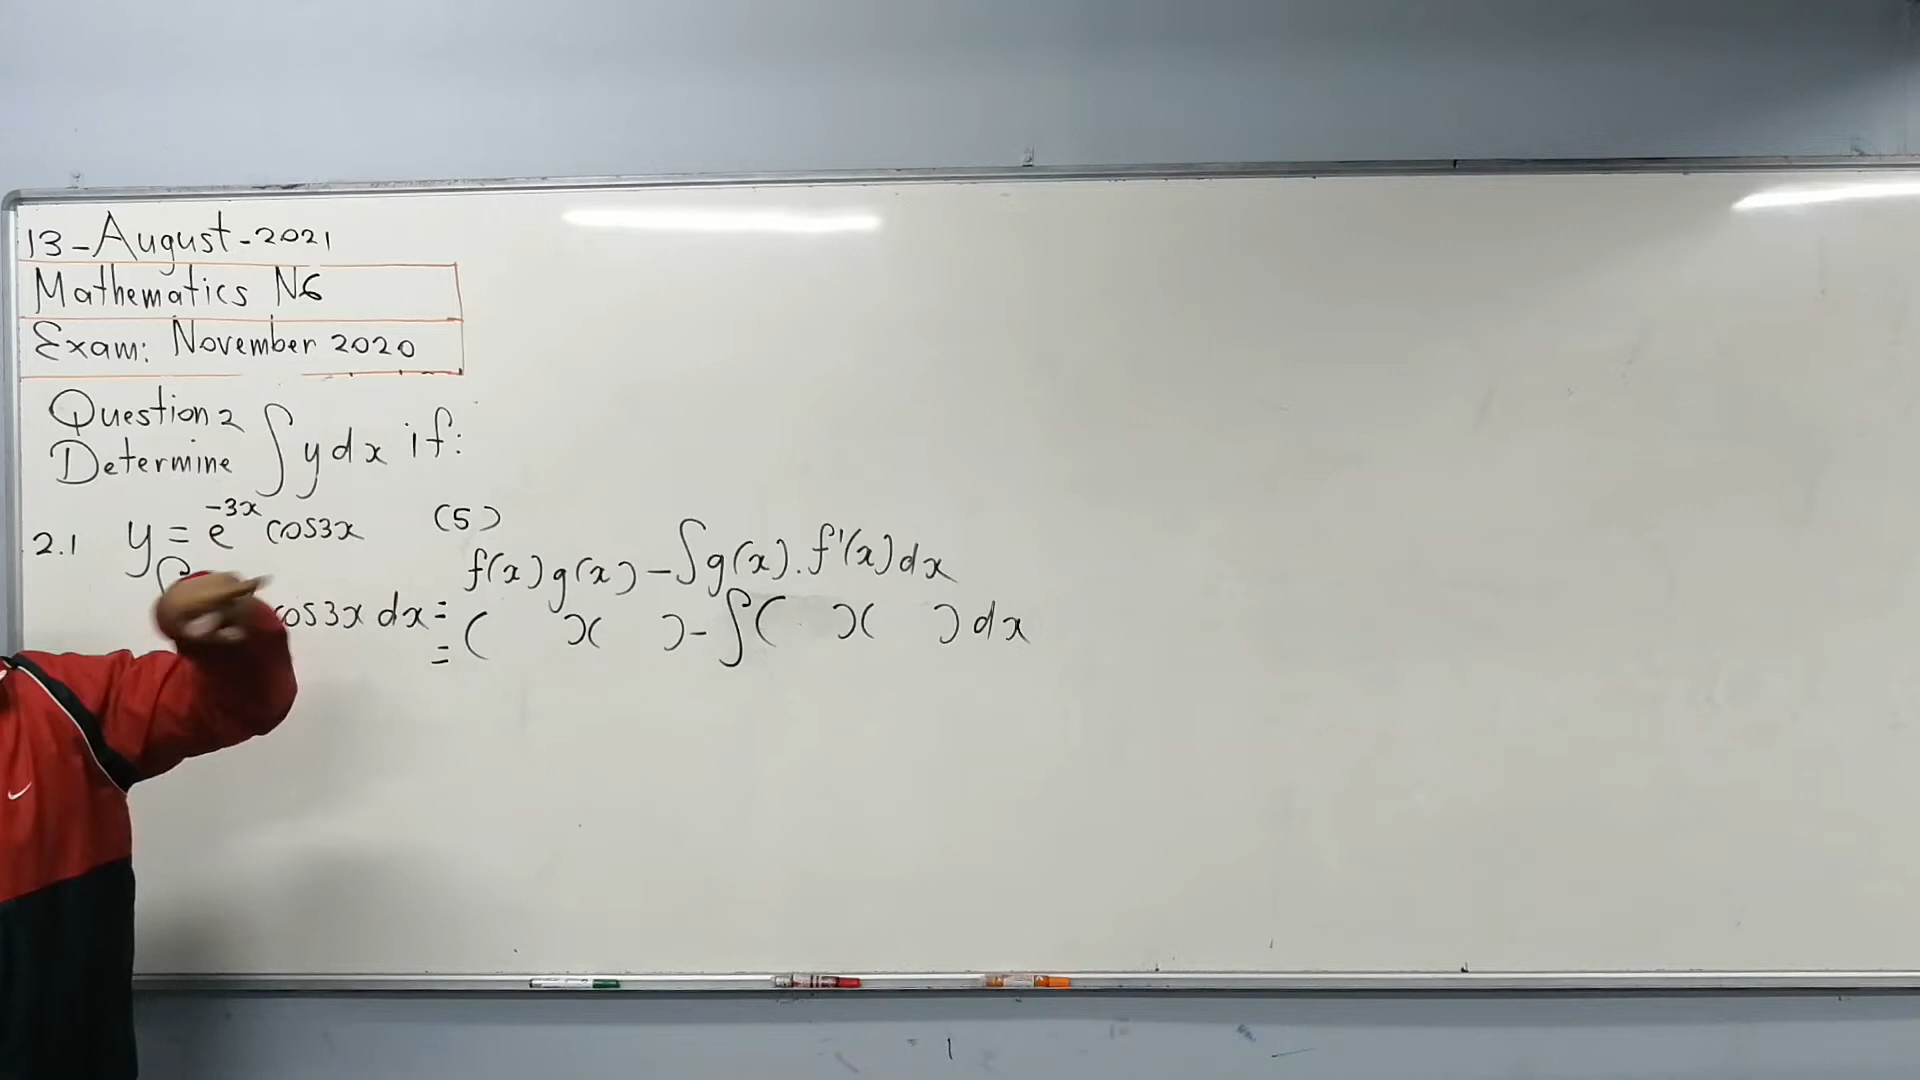 13-August-2021
Mathematics N6
Exam: November 2020
Question 2
Determine ∫ydx if:
2.1 y = e^{-3x} cos3x (5)
f(x)g(x) - ∫g(x).f'(x)dx
cos3x dx =
= ( )( ) - ∫( )( )dx